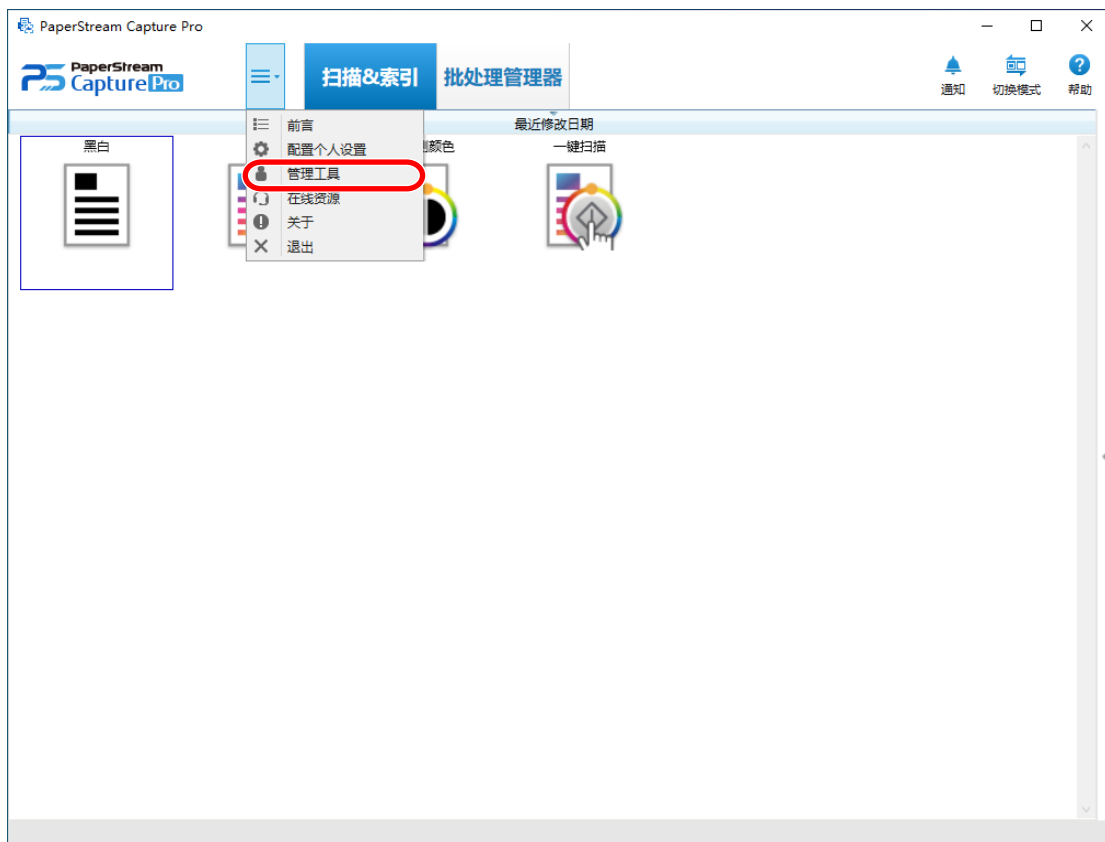 PaperStream Capture Pro
PaperStream
Capture Pro
扫描&索引
批处理管理器
通知
切换模式
帮助
最近修改日期
黑白
颜色
一键扫描
前言
配置个人设置
管理工具
在线资源
关于
退出